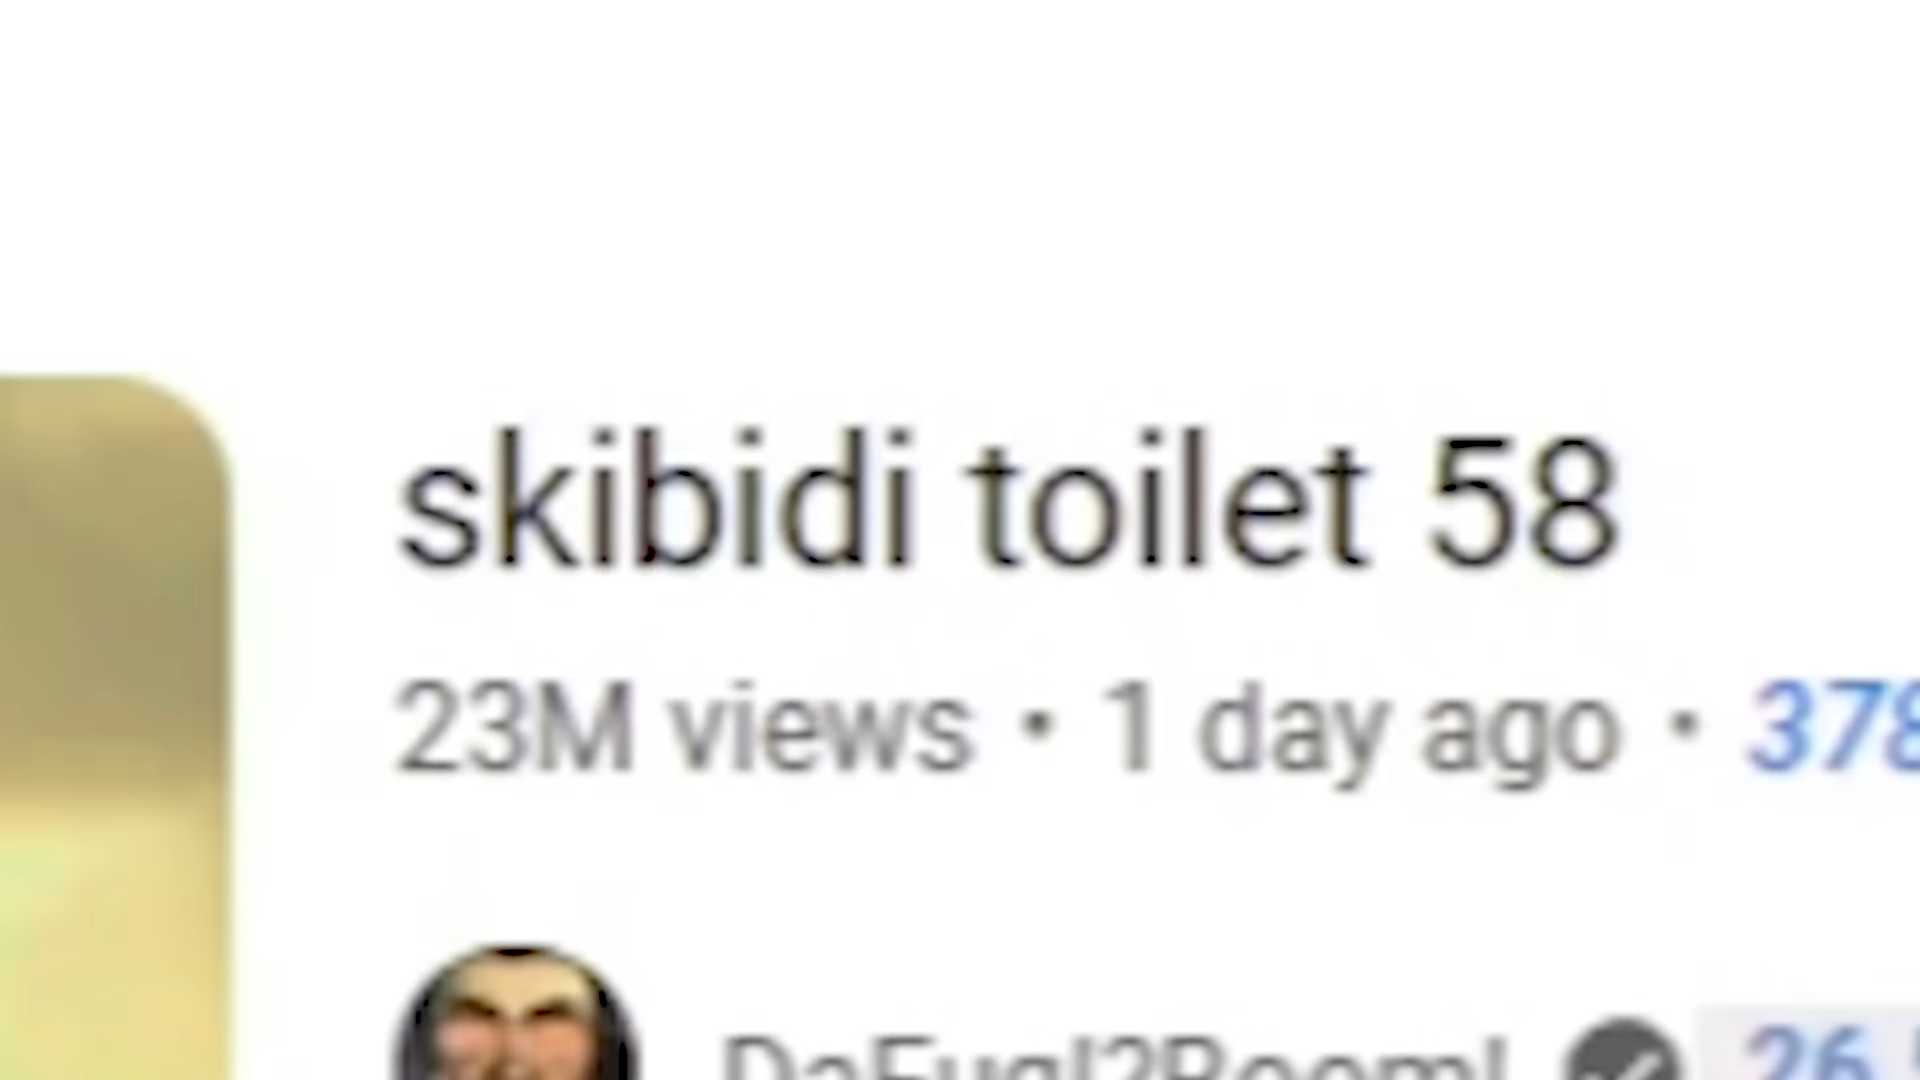 skibidi toilet 58
23M views • 1 day ago • 378
DaFuq!?Boom! 26